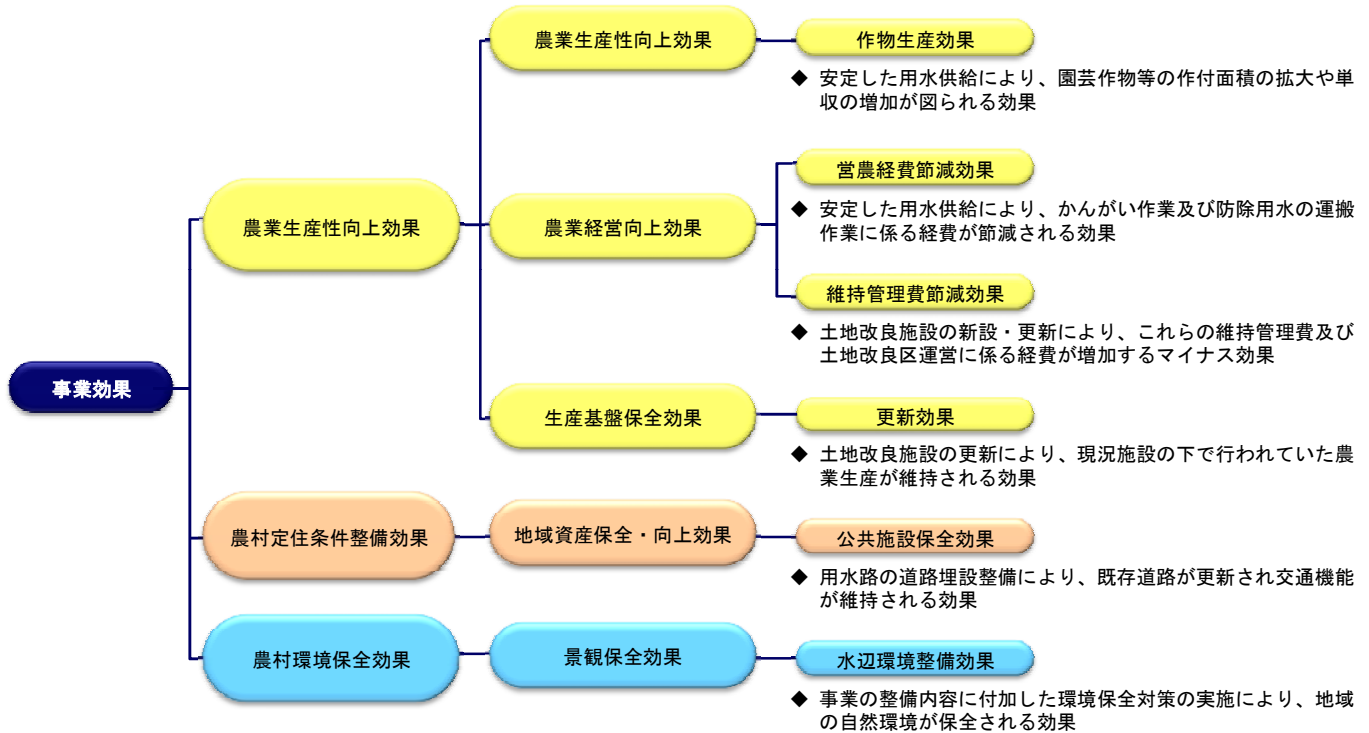 事業効果
農業生産性向上効果
農業生産性向上効果
作物生産効果
◆ 安定した用水供給により、園芸作物等の作付面積の拡大や単
収の増加が図られる効果
農業経営向上効果
営農経費節減効果
◆ 安定した用水供給により、かんがい作業及び防除用水の運搬
作業に係る経費が節減される効果
維持管理費節減効果
◆ 土地改良施設の新設・更新により、これらの維持管理費及び
土地改良区運営に係る経費が増加するマイナス効果
生産基盤保全効果
更新効果
◆ 土地改良施設の更新により、現況施設の下で行われていた農
業生産が維持される効果
農村定住条件整備効果
地域資産保全・向上効果
公共施設保全効果
◆ 用水路の道路埋設整備により、既存道路が更新され交通機能
が維持される効果
農村環境保全効果
景観保全効果
水辺環境整備効果
◆ 事業の整備内容に付加した環境保全対策の実施により、地域
の自然環境が保全される効果